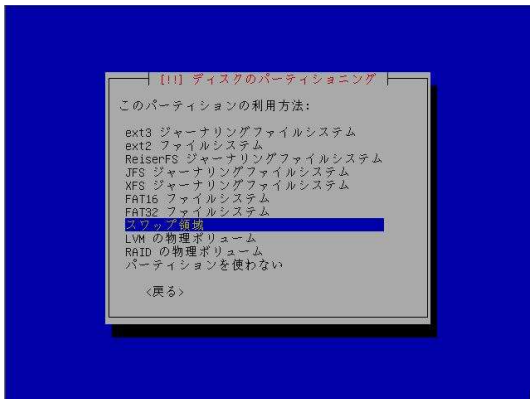 [!!] ディスクのパーティショニング
このパーティションの利用方法:
ext3 ジャーナリングファイルシステム
ext2 ファイルシステム
ReiserFS ジャーナリングファイルシステム
JFS ジャーナリングファイルシステム
XFS ジャーナリングファイルシステム
FAT16 ファイルシステム
FAT32 ファイルシステム
スワップ領域
LVM の物理ボリューム
RAID の物理ボリューム
パーティションを使わない
<戻る>